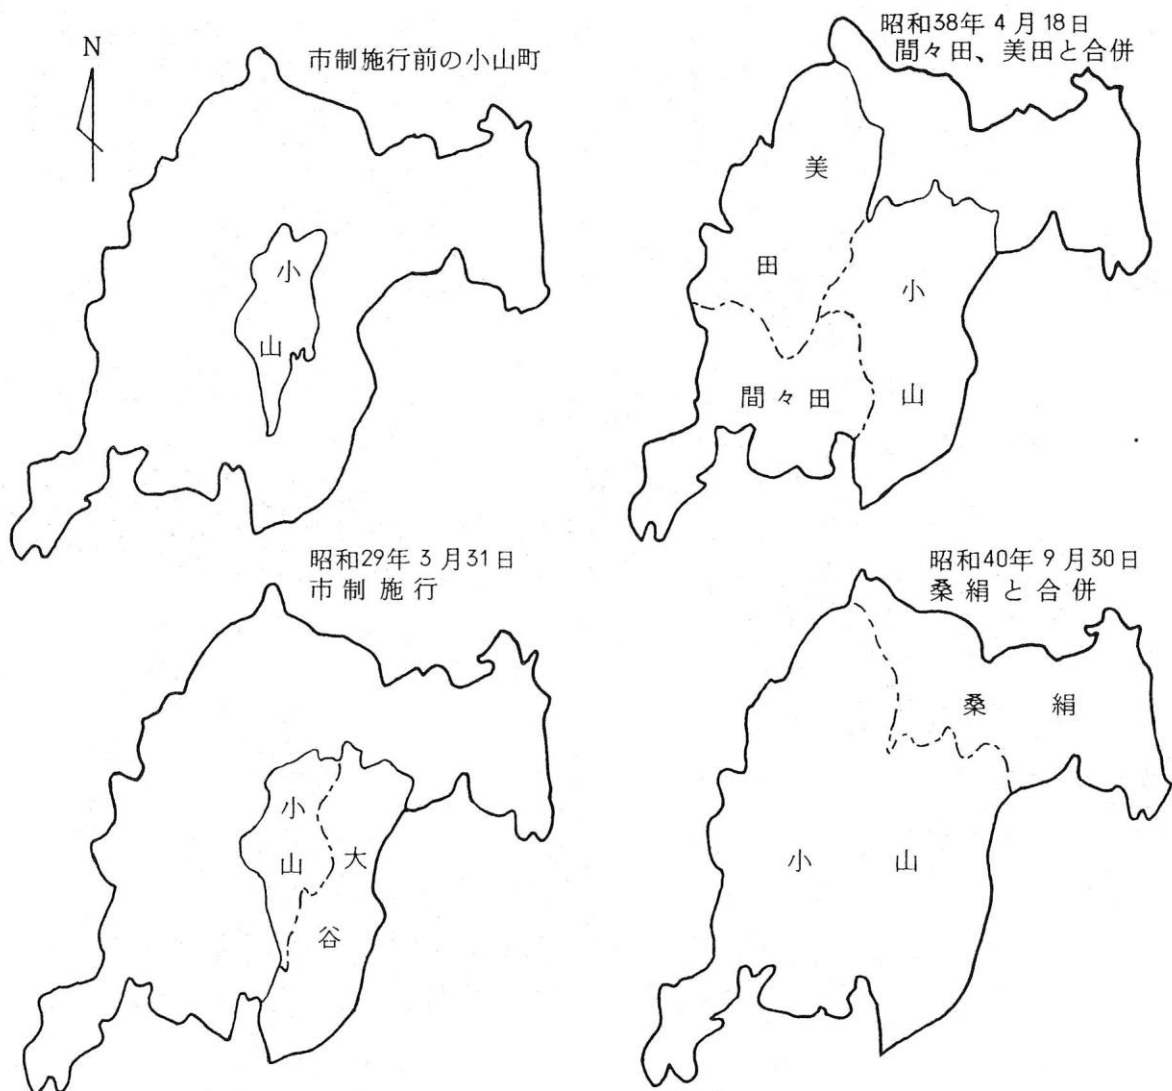 N
市制施行前の小山町
小
山
昭和38年4月18日
間々田、美田と合併
美
田
小
山
間々田
昭和29年3月31日
市制施行
小
山
大
谷
昭和40年9月30日
桑絹と合併
桑絹
小山